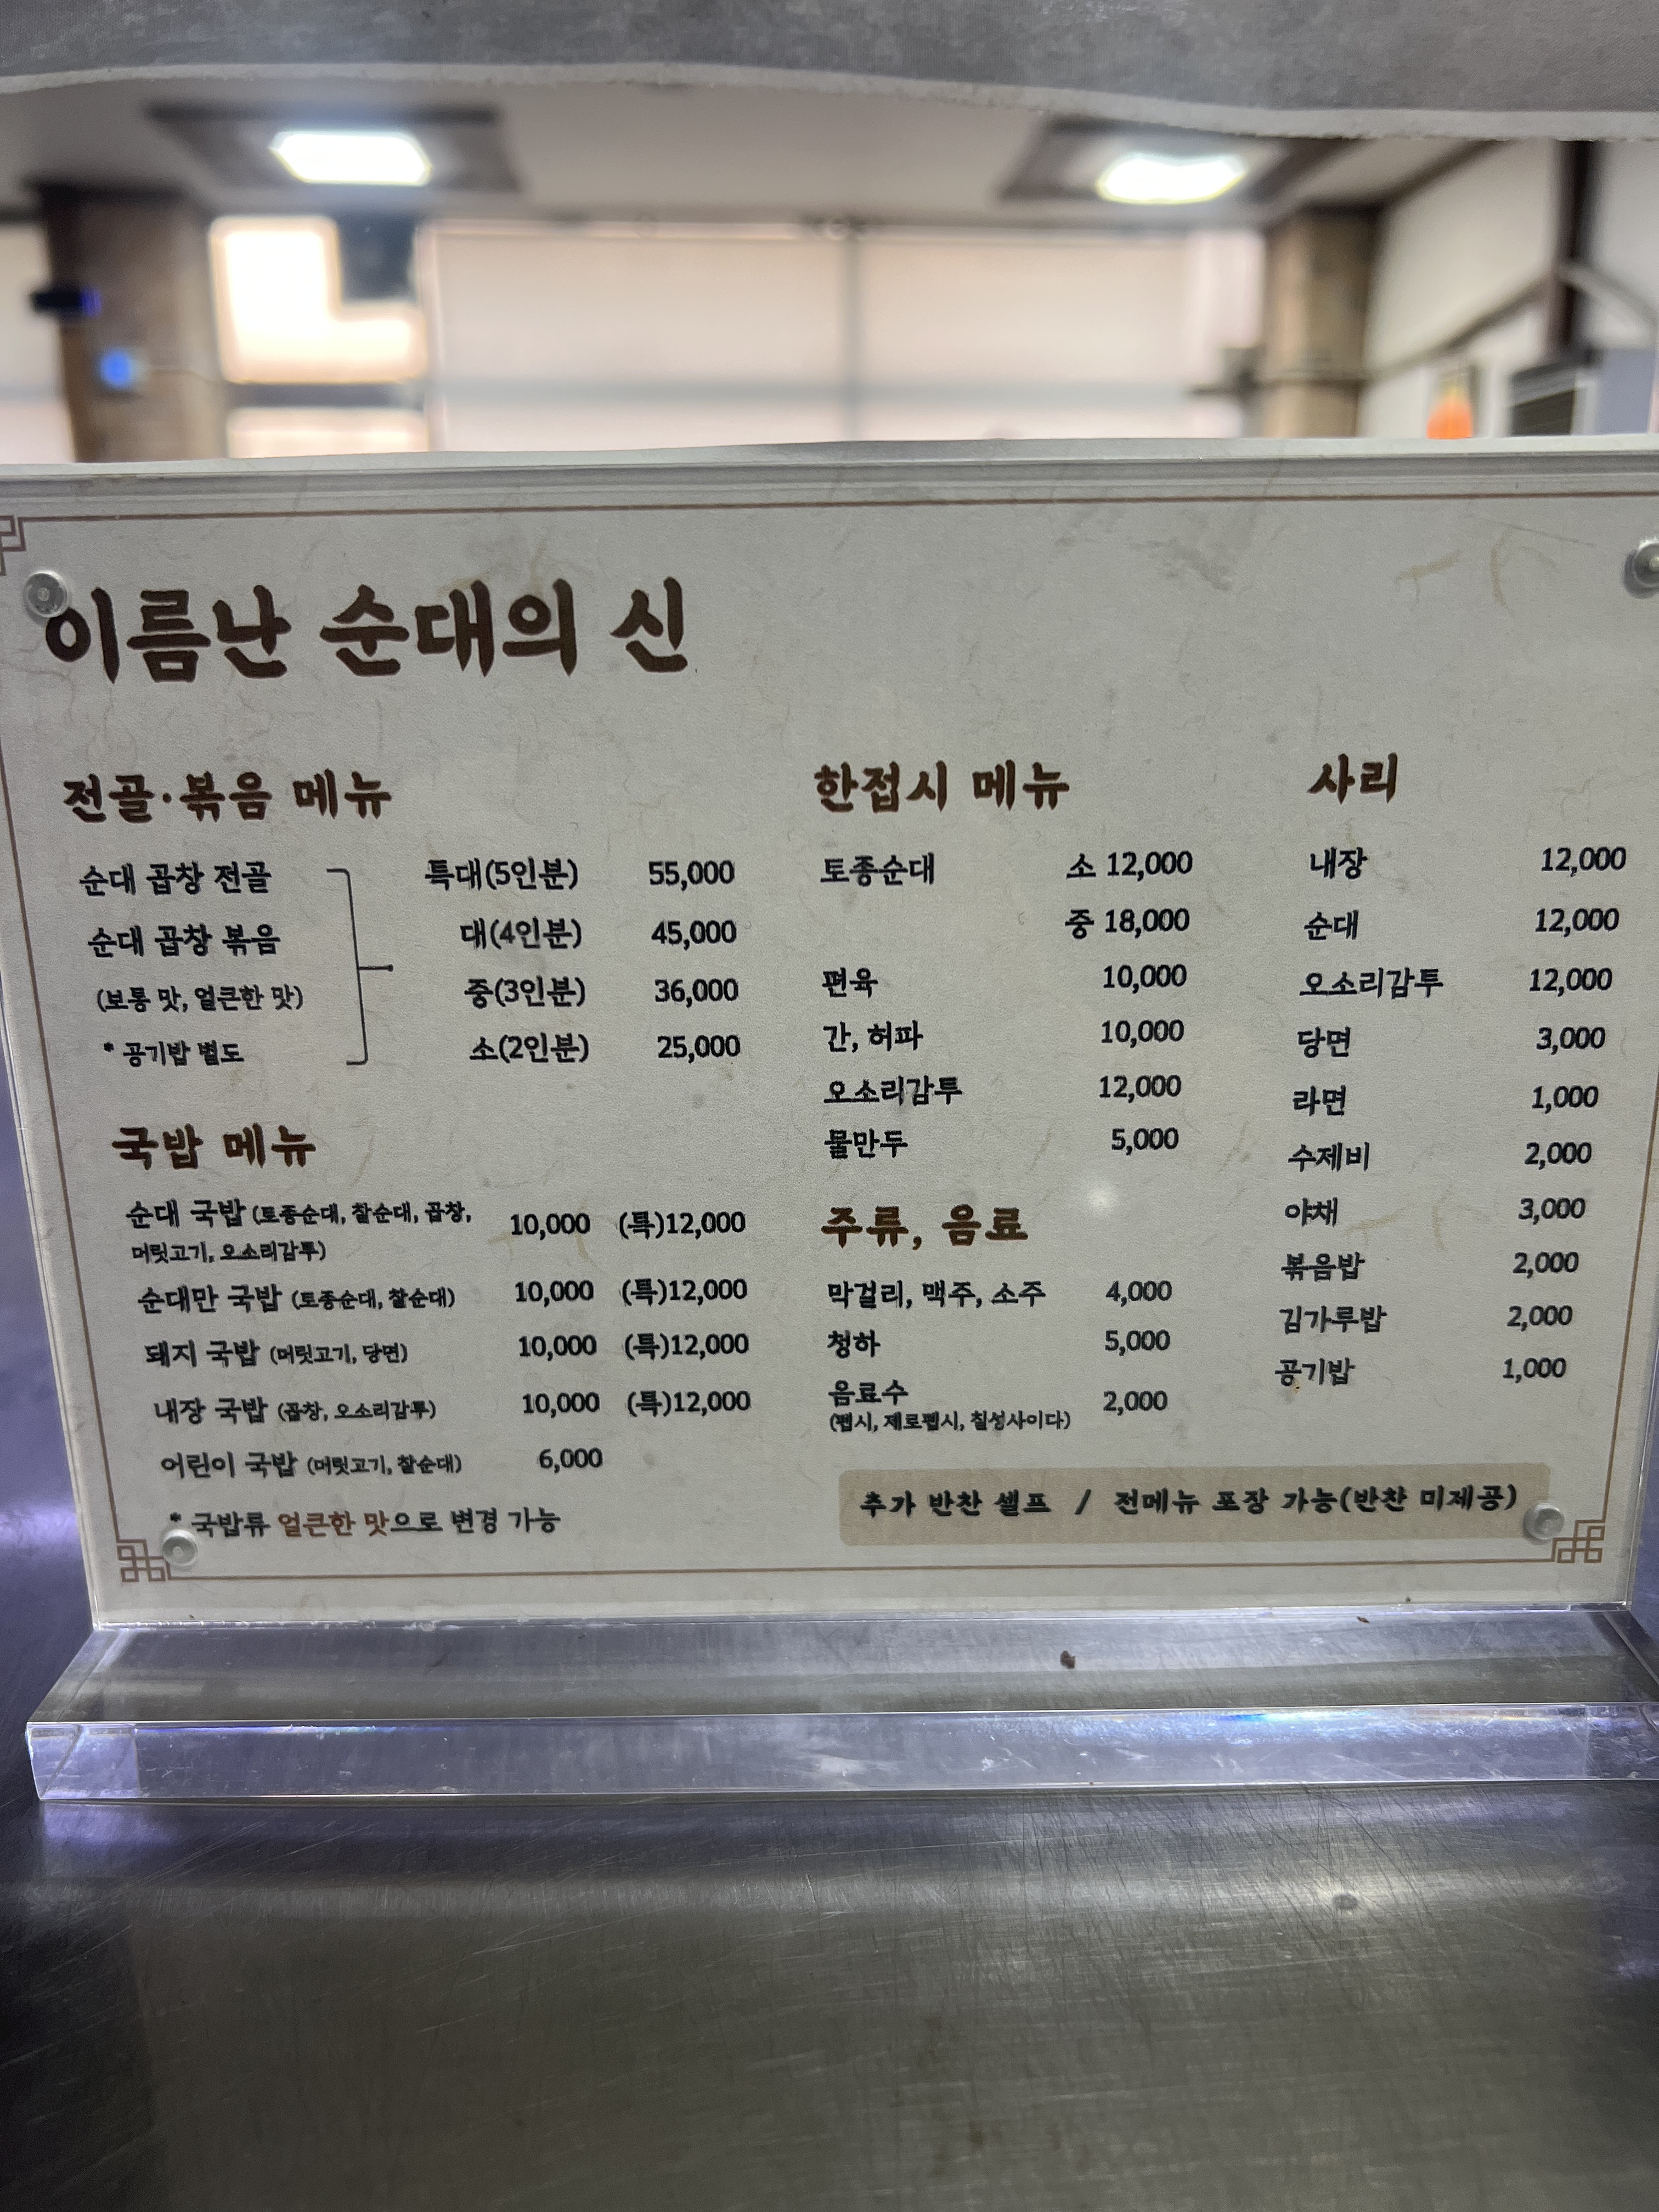 이름난 순대의 신
전골·볶음 메뉴
순대 곱창 전골 특대(5인분) 55,000
순대 곱창 볶음 대(4인분) 45,000
(보통 맛, 얼큰한 맛) 중(3인분) 36,000
* 공기밥 별도 소(2인분) 25,000
국밥 메뉴
순대 국밥 (토종순대, 찰순대, 곱창, 10,000 (특)12,000
머릿고기, 오소리감투)
순대만 국밥 (토종순대, 찰순대) 10,000 (특)12,000
돼지 국밥 (머릿고기, 당면) 10,000 (특)12,000
내장 국밥 (곱창, 오소리감투) 10,000 (특)12,000
어린이 국밥 (머릿고기, 찰순대) 6,000
* 국밥류 얼큰한 맛으로 변경 가능
한접시 메뉴
토종순대 소 12,000
중 18,000
편육 10,000
간, 허파 10,000
오소리감투 12,000
물만두 5,000
주류, 음료
막걸리, 맥주, 소주 4,000
청하 5,000
음료수 2,000
(펩시, 제로펩시, 칠성사이다)
사리
내장 12,000
순대 12,000
오소리감투 12,000
당면 3,000
라면 1,000
수제비 2,000
야채 3,000
볶음밥 2,000
김가루밥 2,000
공기밥 1,000
추가 반찬 셀프 / 전메뉴 포장 가능(반찬 미제공)